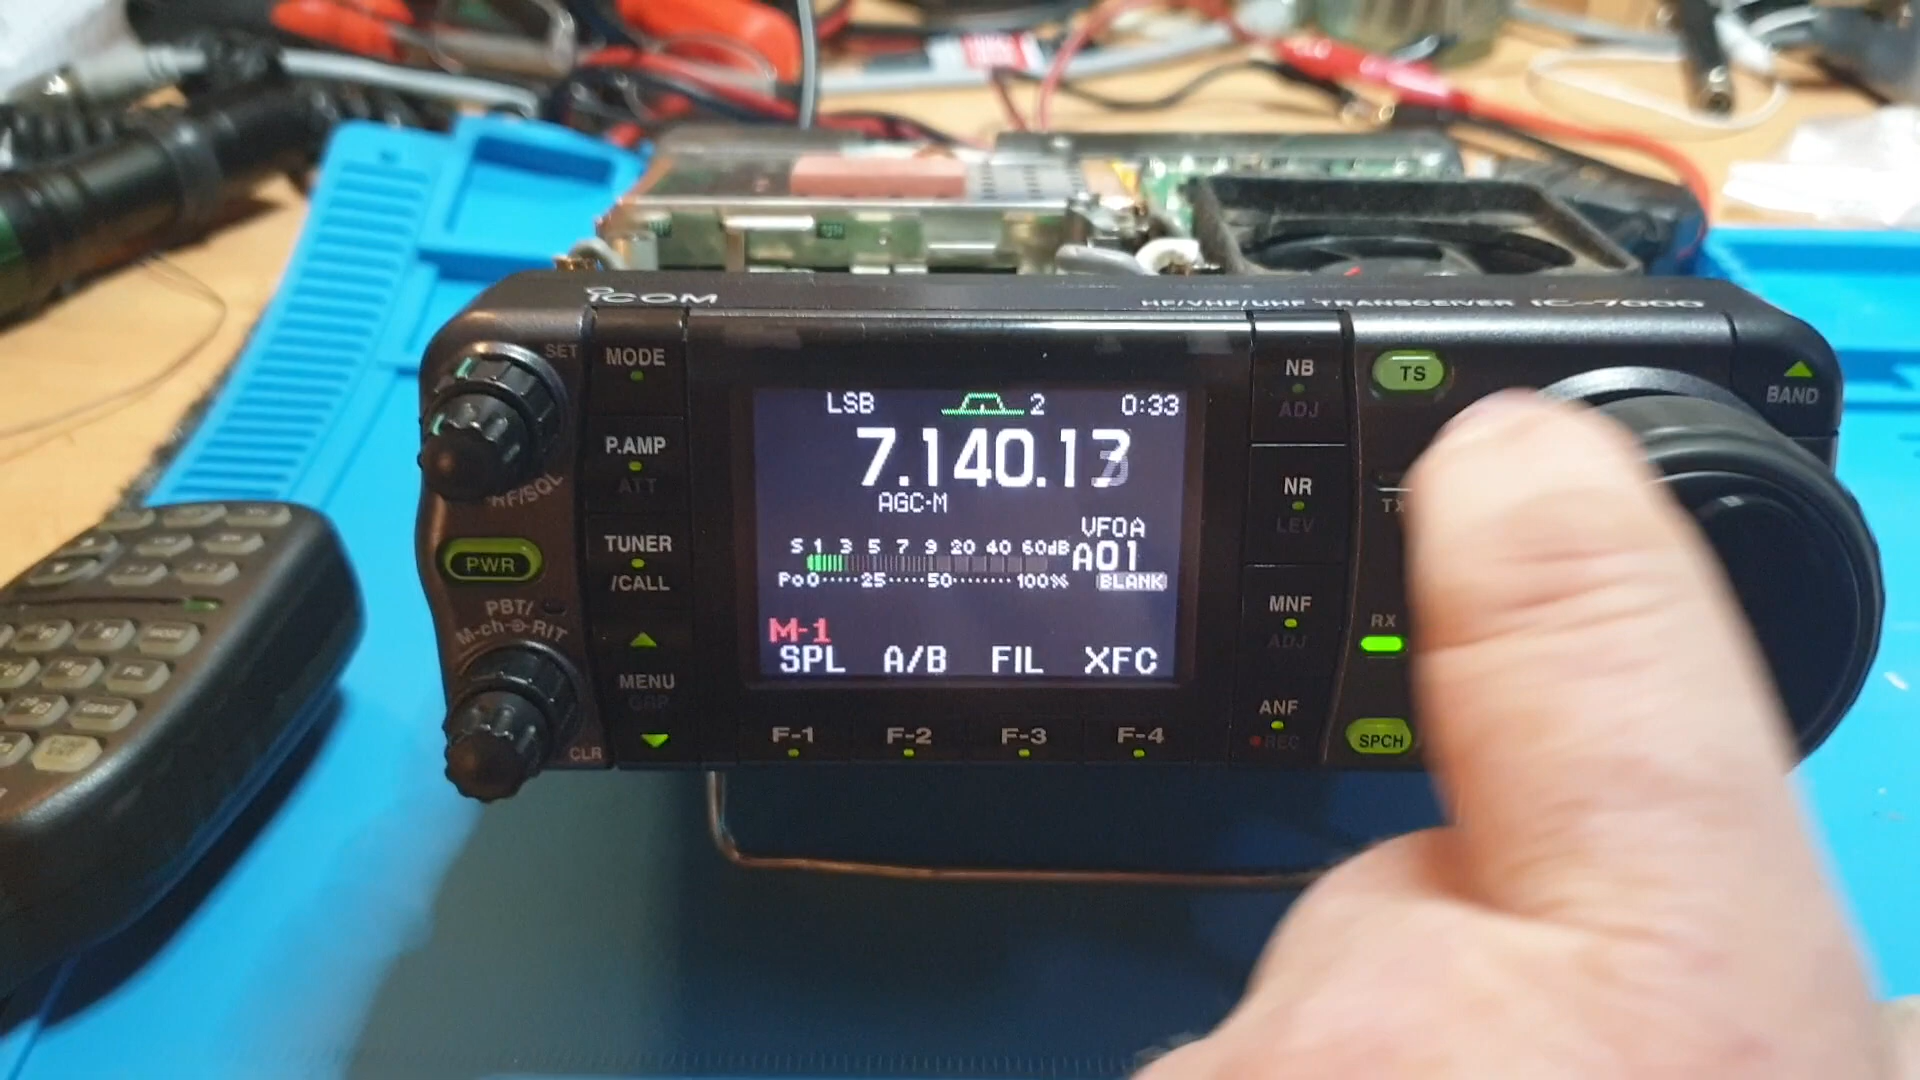 ICOM
HF/VHF/UHF TRANSCEIVER IC-7000
SET
MODE
P.AMP
ATT
RF/SQL
TUNER
/CALL
PWR
PBT/
M-ch RIT
MENU
GRP
CLR
LSB 2 0:33
7.140.13
AGC-M
VFOA
S 1 3 5 7 9 20 40 60dB
A01
Po 0 25 50 100%
BLANK
M-1
SPL A/B FIL XFC
F-1 F-2 F-3 F-4
NB
ADJ
NR
LEV
MNF
ADJ
ANF
REC
TS
TX
RX
SPCH
BAND